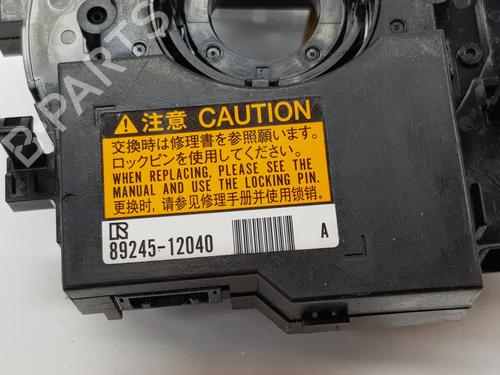 ⚠注意 CAUTION
交換時は修理書を参照願います。
ロックピンを使用してください。
WHEN REPLACING, PLEASE SEE THE
MANUAL AND USE THE LOCKING PIN.
更换时, 请参见修理手册并使用锁销。
89245-12040 A
B-PARTS